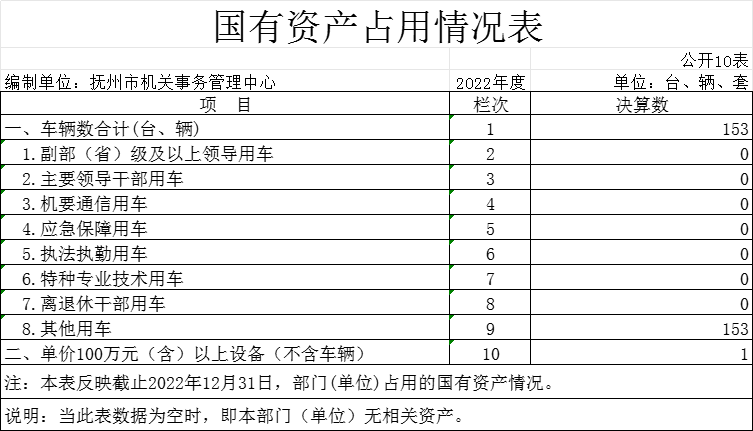 国有资产占用情况表
公开10表
编制单位：抚州市机关事务管理中心 2022年度 单位：台、辆、套
项 目 栏次 决算数
一、车辆数合计(台、辆) 1 153
1.副部（省）级及以上领导用车 2 0
2.主要领导干部用车 3 0
3.机要通信用车 4 0
4.应急保障用车 5 0
5.执法执勤用车 6 0
6.特种专业技术用车 7 0
7.离退休干部用车 8 0
8.其他用车 9 153
二、单价100万元（含）以上设备（不含车辆） 10 1
注：本表反映截止2022年12月31日，部门(单位)占用的国有资产情况。
说明：当此表数据为空时，即本部门（单位）无相关资产。